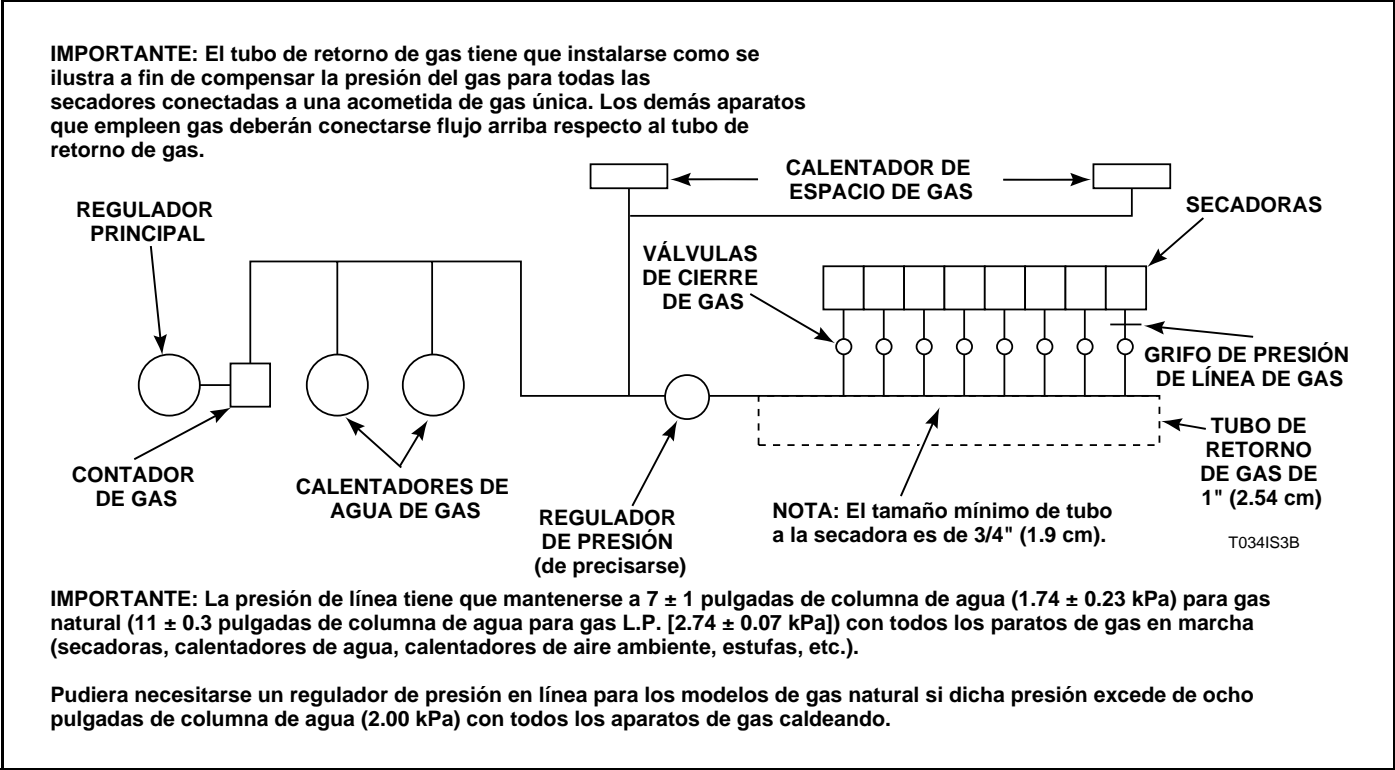 IMPORTANTE: El tubo de retorno de gas tiene que instalarse como se
ilustra a fin de compensar la presión del gas para todas las
secadores conectadas a una acometida de gas única. Los demás aparatos
que empleen gas deberán conectarse flujo arriba respecto al tubo de
retorno de gas.
CALENTADOR DE
ESPACIO DE GAS
REGULADOR
PRINCIPAL
SECADORAS
VÁLVULAS
DE CIERRE
DE GAS
GRIFO DE PRESIÓN
DE LÍNEA DE GAS
CONTADOR
DE GAS
CALENTADORES DE
AGUA DE GAS
REGULADOR
DE PRESIÓN
(de precisarse)
NOTA: El tamaño mínimo de tubo
a la secadora es de 3/4" (1.9 cm).
TUBO DE
RETORNO
DE GAS DE
1" (2.54 cm)
T034IS3B
IMPORTANTE: La presión de línea tiene que mantenerse a 7 ± 1 pulgadas de columna de agua (1.74 ± 0.23 kPa) para gas
natural (11 ± 0.3 pulgadas de columna de agua para gas L.P. [2.74 ± 0.07 kPa]) con todos los paratos de gas en marcha
(secadoras, calentadores de agua, calentadores de aire ambiente, estufas, etc.).
Pudiera necesitarse un regulador de presión en línea para los modelos de gas natural si dicha presión excede de ocho
pulgadas de columna de agua (2.00 kPa) con todos los aparatos de gas caldeando.